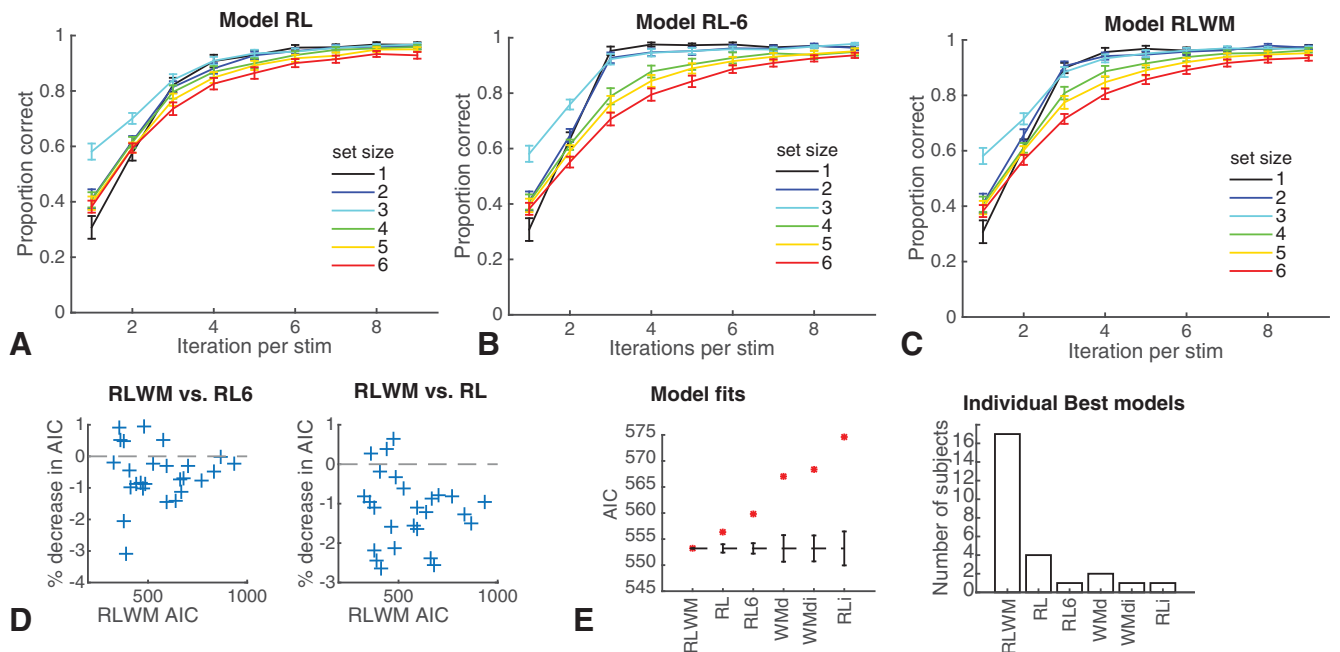 Model RL
Proportion correct
1
0.8
0.6
0.4
0.2
0
2
4
6
8
Iteration per stim
set size
1
2
3
4
5
6
A
Model RL-6
Proportion correct
1
0.8
0.6
0.4
0.2
0
2
4
6
8
Iterations per stim
set size
1
2
3
4
5
6
B
Model RLWM
Proportion correct
1
0.8
0.6
0.4
0.2
0
2
4
6
8
Iteration per stim
set size
1
2
3
4
5
6
C
RLWM vs. RL6
% decrease in AIC
1
0
-1
-2
-3
-4
500
1000
RLWM AIC
D
RLWM vs. RL
% decrease in AIC
1
0
-1
-2
-3
500
1000
RLWM AIC
Model fits
AIC
575
570
565
560
555
550
545
RLWM
RL
RL6
WMd
WMdi
RLi
E
Individual Best models
Number of subjects
16
14
12
10
8
6
4
2
0
RLWM
RL
RL6
WMd
WMdi
RLi